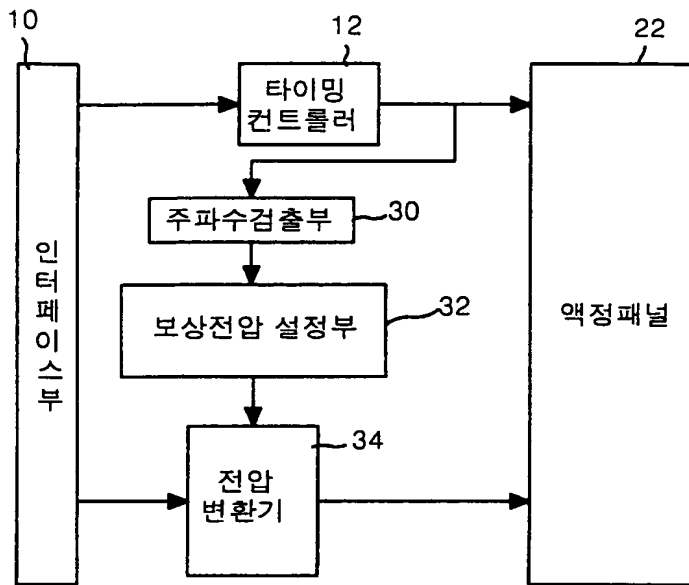 10
12
22
타이밍
컨트롤러
주파수검출부
30
인터페이스부
보상전압 설정부
32
액정패널
34
전압
변환기